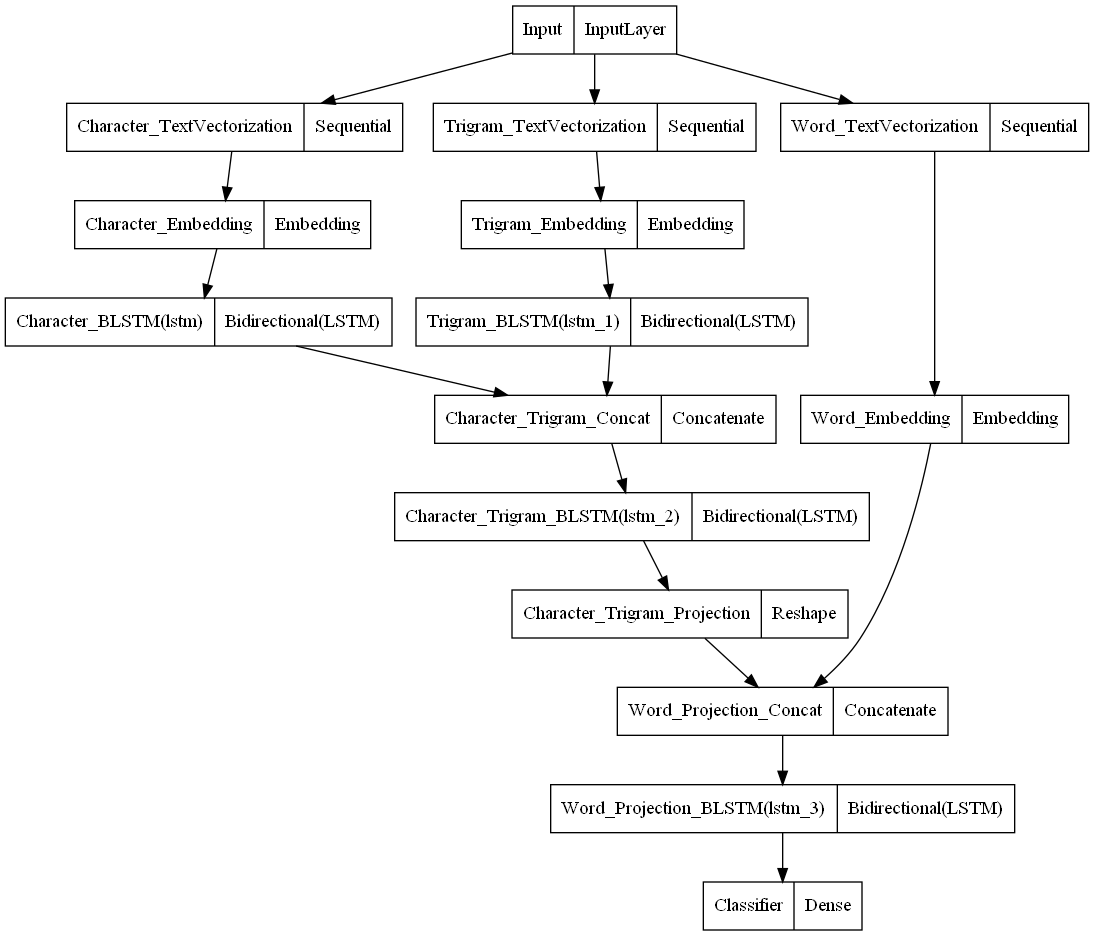 Input InputLayer
Character_TextVectorization Sequential
Trigram_TextVectorization Sequential
Word_TextVectorization Sequential
Character_Embedding Embedding
Trigram_Embedding Embedding
Character_BLSTM(lstm) Bidirectional(LSTM)
Trigram_BLSTM(lstm_1) Bidirectional(LSTM)
Character_Trigram_Concat Concatenate
Word_Embedding Embedding
Character_Trigram_BLSTM(lstm_2) Bidirectional(LSTM)
Character_Trigram_Projection Reshape
Word_Projection_Concat Concatenate
Word_Projection_BLSTM(lstm_3) Bidirectional(LSTM)
Classifier Dense